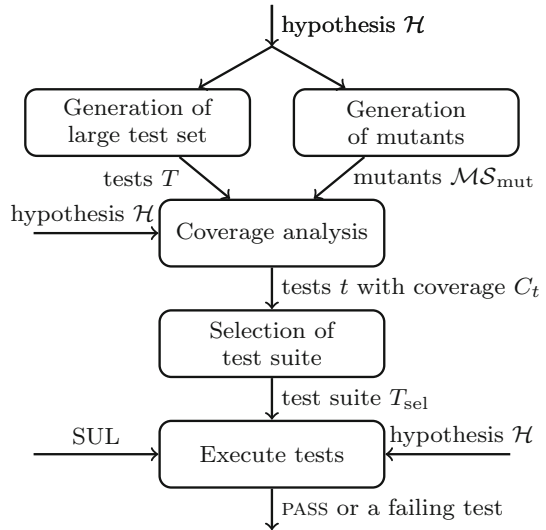 hypothesis ℋ
Generation of
large test set
Generation
of mutants
tests T
mutants ℳ𝒮mut
hypothesis ℋ
Coverage analysis
tests t with coverage Ct
Selection of
test suite
test suite Tsel
SUL
hypothesis ℋ
Execute tests
PASS or a failing test